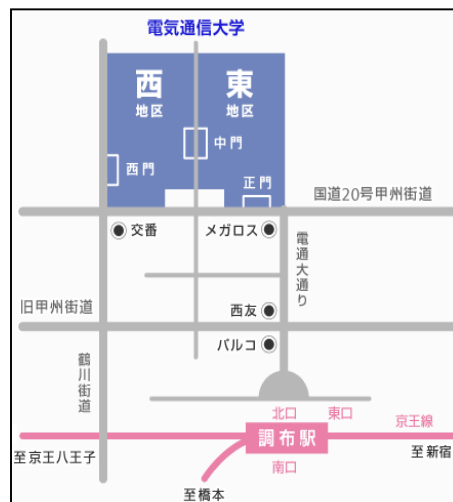 電気通信大学
西
地区
東
地区
中門
西門
正門
国道20号甲州街道
交番
メガロス
電通大通り
西友
旧甲州街道
パルコ
鶴川街道
北口
東口
京王線
調布駅
至京王八王子
至新宿
南口
至橋本